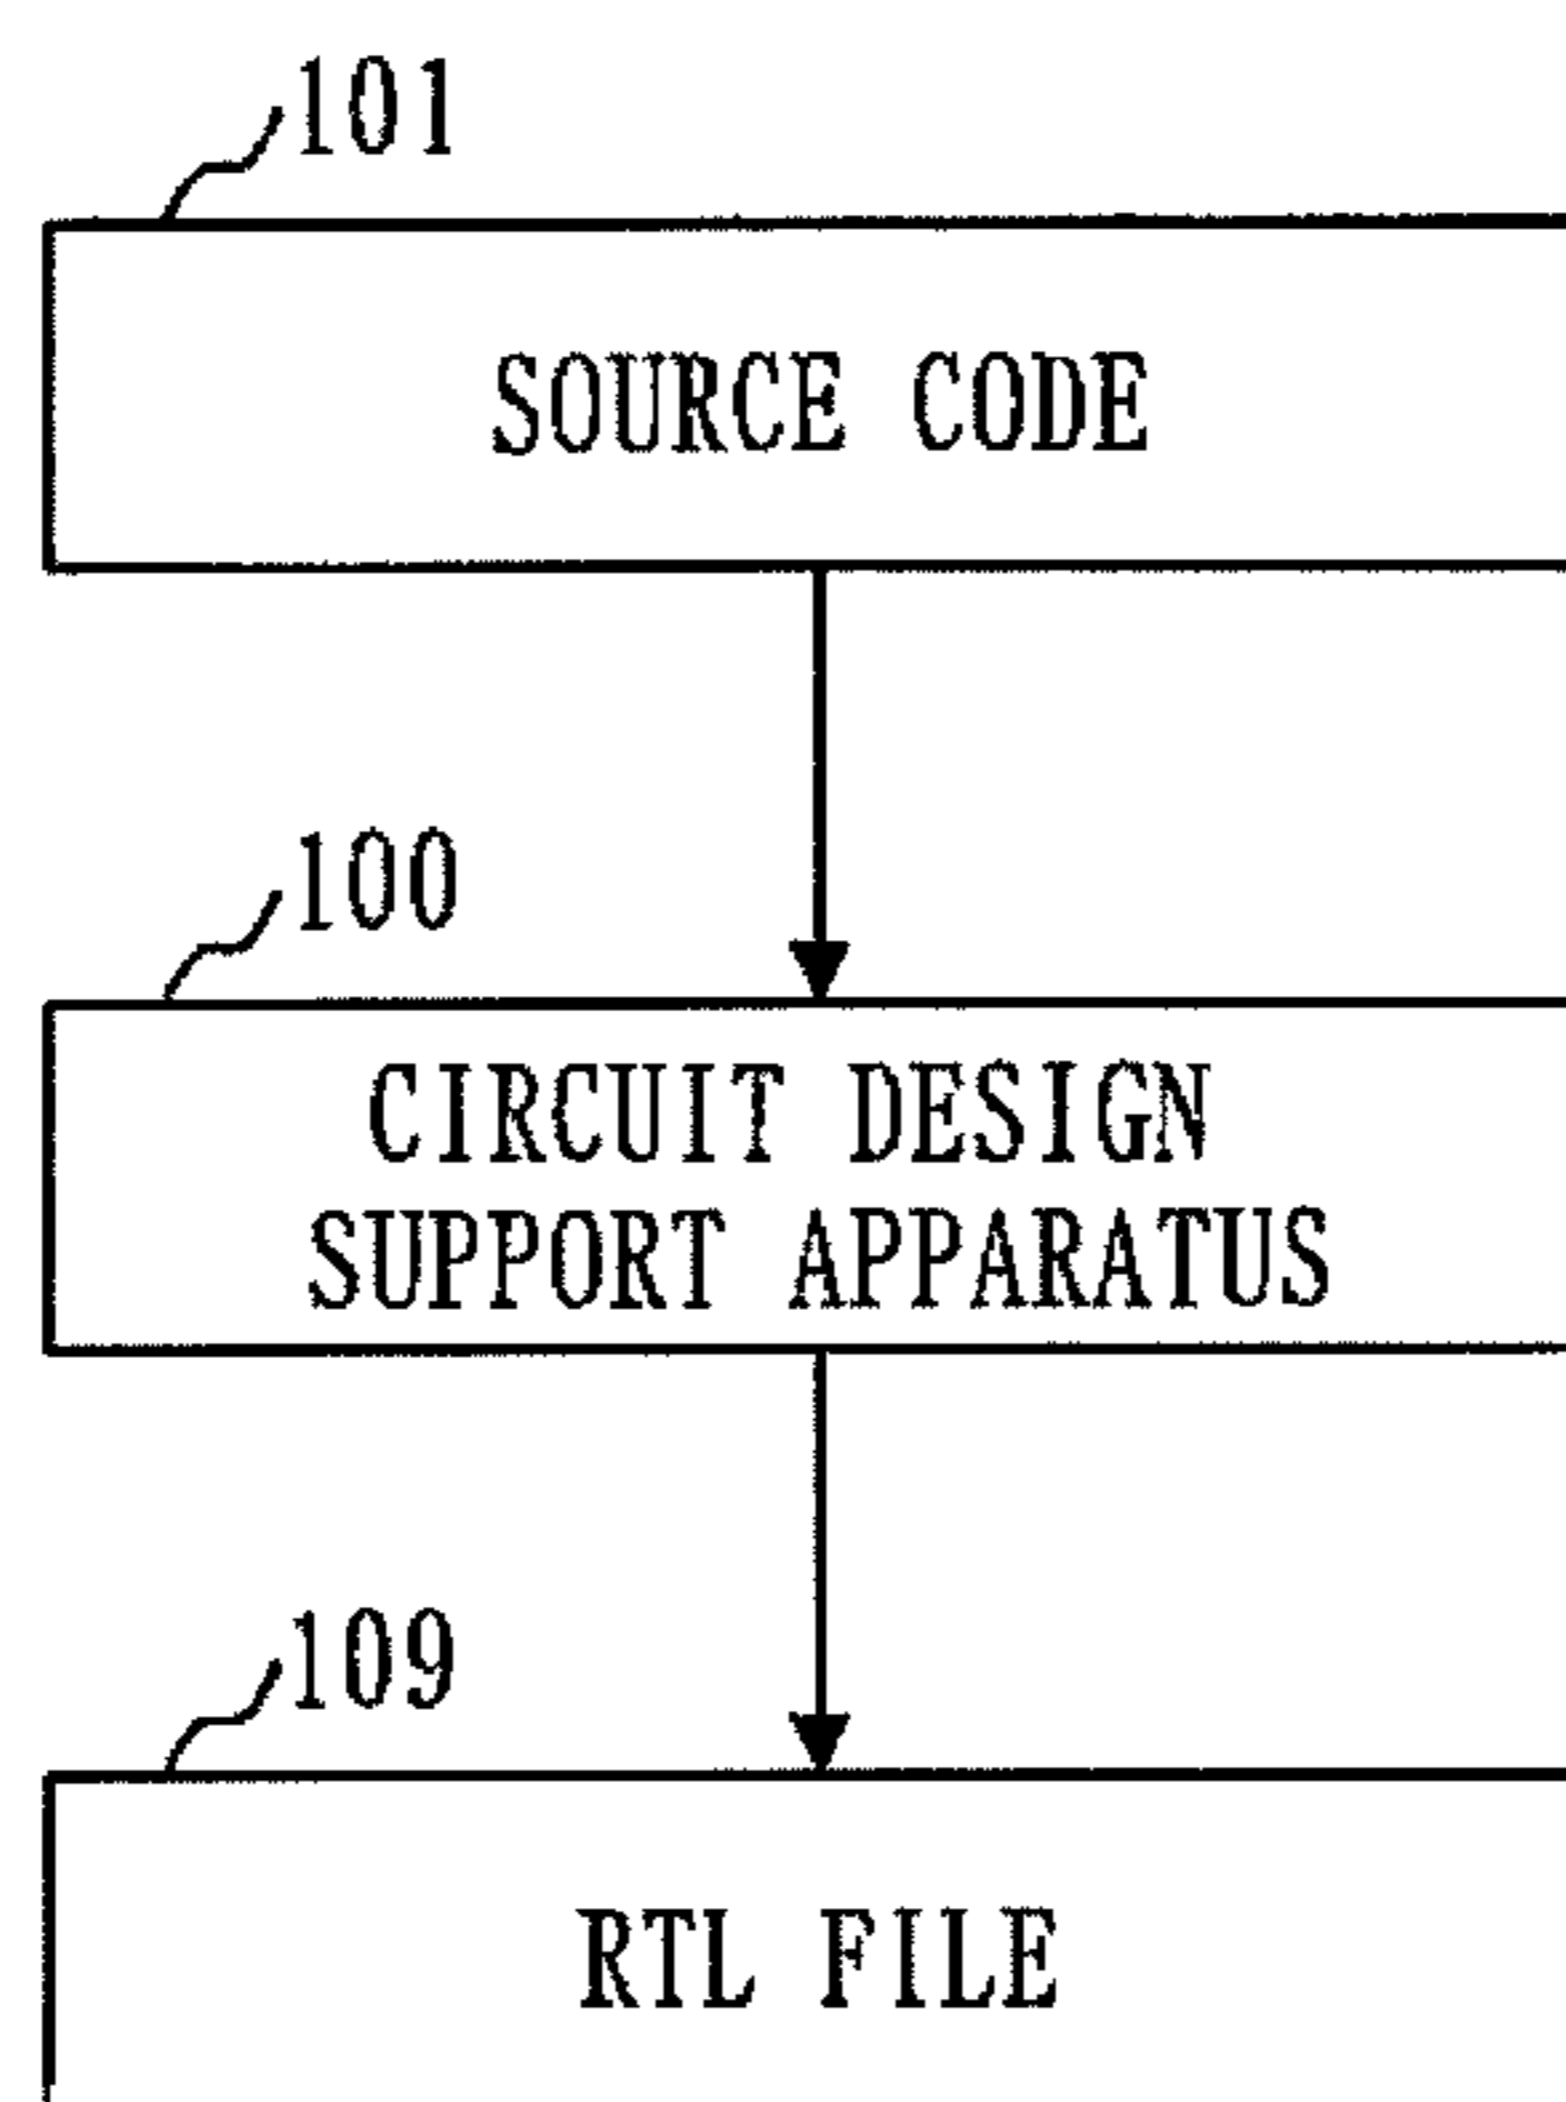 101
SOURCE CODE
100
CIRCUIT DESIGN
SUPPORT APPARATUS
109
RTL FILE